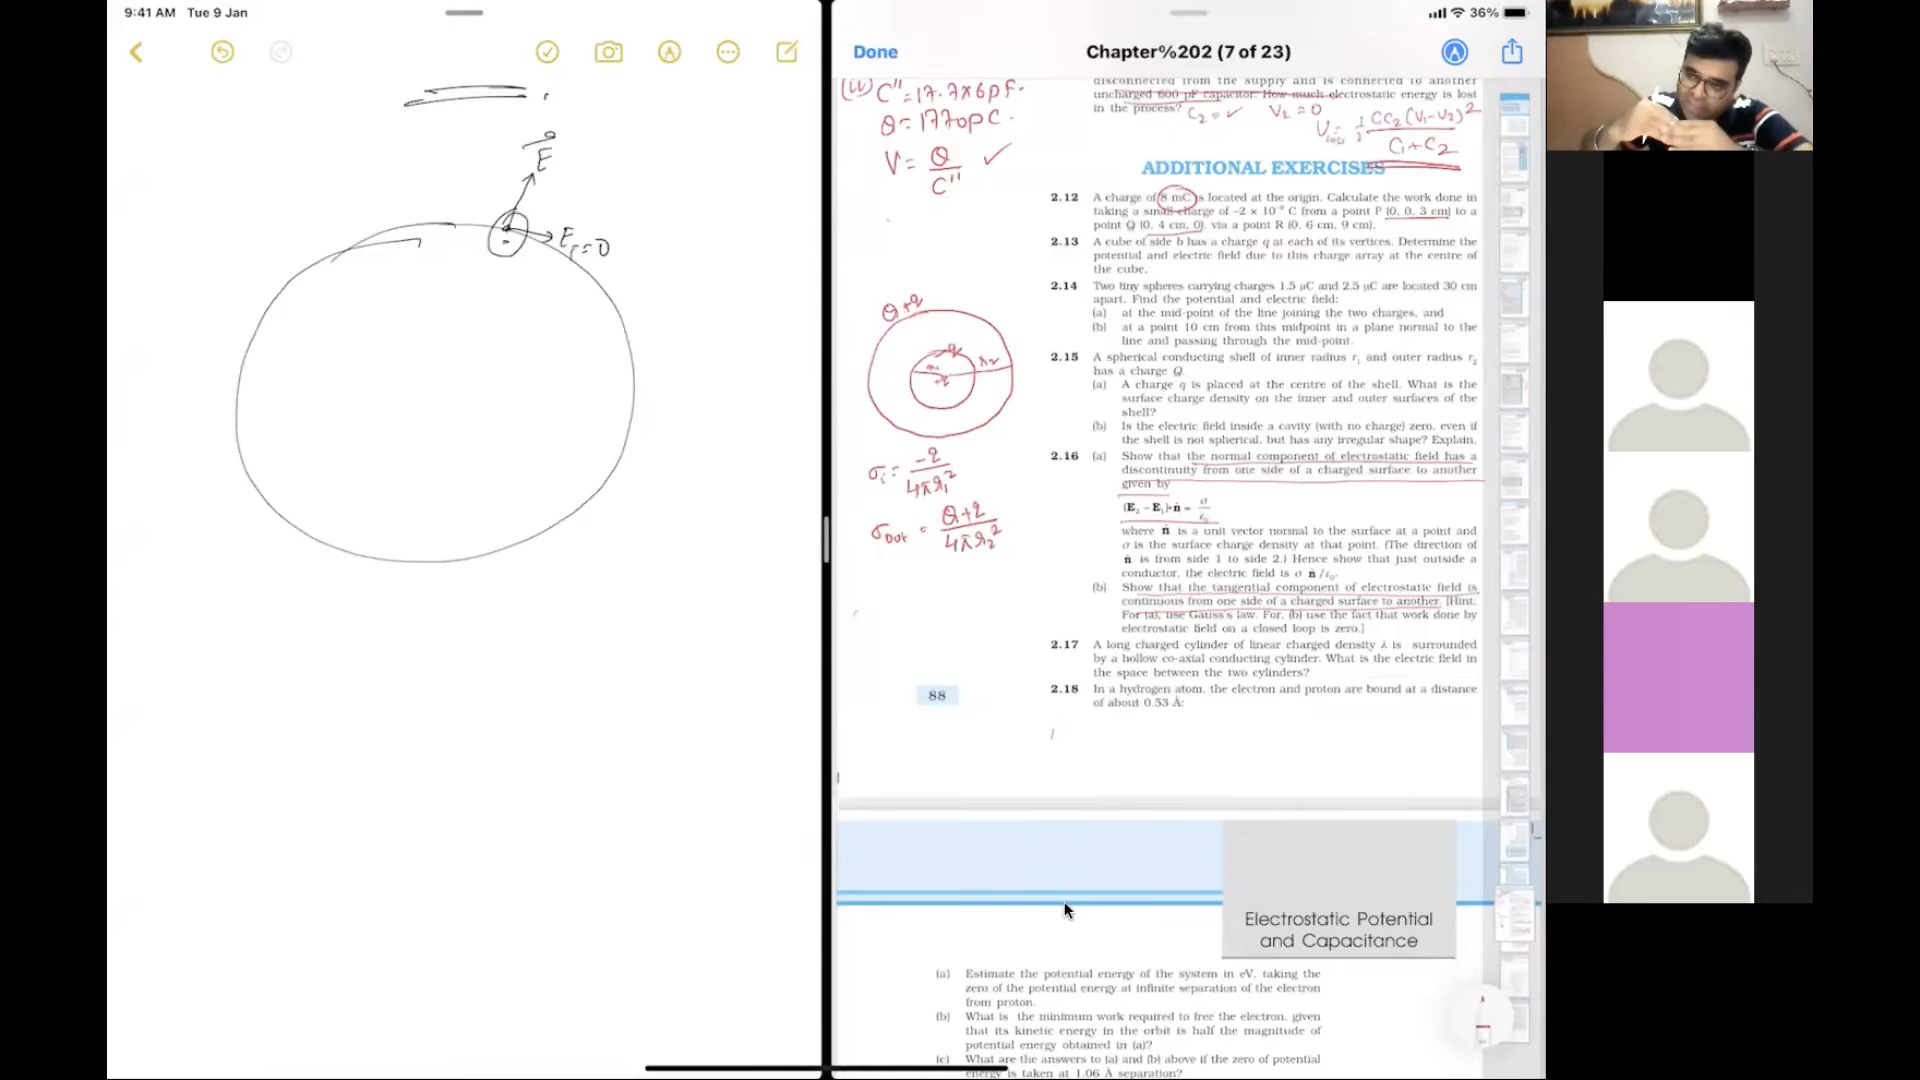 9:41 AM Tue 9 Jan
E
E = 0
36%
Done
Chapter%202 (7 of 23)
(iv) C" = 17.7×6pF.
Q = 1770pC.
V = Q / C" ✓
disconnected from the supply and is connected to another
uncharged 600 pF capacitor. How much electrostatic energy is lost
in the process?
V₂ = 0
(V₁-V₂)²
C₁+C₂
ADDITIONAL EXERCISES
2.12 A charge of 8 mC is located at the origin. Calculate the work done in
taking a small charge of −2 × 10⁻⁹ C from a point P (0, 0, 3 cm) to a
point Q (0, 4 cm, 0), via a point R (0, 6 cm, 9 cm).
2.13 A cube of side b has a charge q at each of its vertices. Determine the
potential and electric field due to this charge array at the centre of
the cube.
2.14 Two tiny spheres carrying charges 1.5 μC and 2.5 μC are located 30 cm
apart. Find the potential and electric field:
(a) at the mid-point of the line joining the two charges, and
(b) at a point 10 cm from this midpoint in a plane normal to the
line and passing through the mid-point.
2.15 A spherical conducting shell of inner radius r₁ and outer radius r₂
has a charge Q.
(a) A charge q is placed at the centre of the shell. What is the
surface charge density on the inner and outer surfaces of the
shell?
(b) Is the electric field inside a cavity (with no charge) zero, even if
the shell is not spherical, but has any irregular shape? Explain.
2.16 (a) Show that the normal component of electrostatic field has a
discontinuity from one side of a charged surface to another
given by
(E₂ − E₁)·n̂ = σ/ε₀
where n̂ is a unit vector normal to the surface at a point and
σ is the surface charge density at that point. (The direction of
n̂ is from side 1 to side 2.) Hence show that just outside a
conductor, the electric field is σ n̂/ε₀.
(b) Show that the tangential component of electrostatic field is
continuous from one side of a charged surface to another. [Hint:
For (a), use Gauss's law. For, (b) use the fact that work done by
electrostatic field on a closed loop is zero.]
2.17 A long charged cylinder of linear charged density λ is surrounded
by a hollow co-axial conducting cylinder. What is the electric field in
the space between the two cylinders?
2.18 In a hydrogen atom, the electron and proton are bound at a distance
of about 0.53 Å:
Q+q
-q
r₂
+q
σi = -q / 4πr₁²
σout = Q+q / 4πr₂²
88
Electrostatic Potential
and Capacitance
(a) Estimate the potential energy of the system in eV, taking the
zero of the potential energy at infinite separation of the electron
from proton.
(b) What is the minimum work required to free the electron, given
that its kinetic energy in the orbit is half the magnitude of
potential energy obtained in (a)?
(c) What are the answers to (a) and (b) above if the zero of potential
energy is taken at 1.06 Å separation?